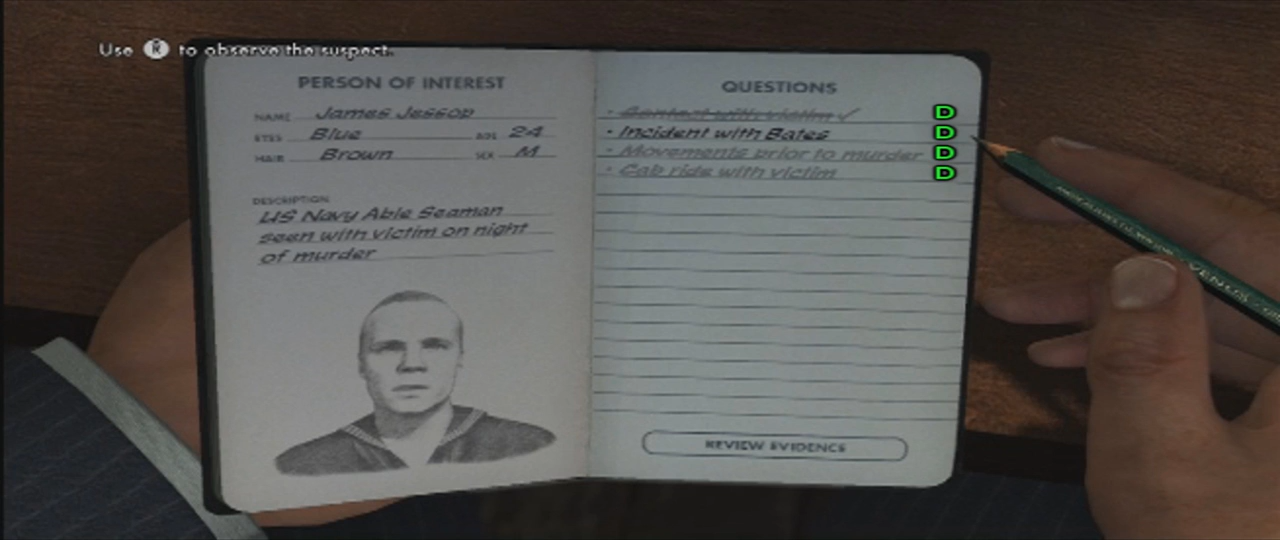 Use R to observe the suspect.
PERSON OF INTEREST
NAME James Jessop
EYES Blue AGE 24
HAIR Brown SEX M
DESCRIPTION
US Navy Able Seaman
seen with victim on night
of murder
QUESTIONS
• Contact with victim ✓ D
• Incident with Bates D
• Movements prior to murder D
• Cab ride with victim D
REVIEW EVIDENCE
VENUS